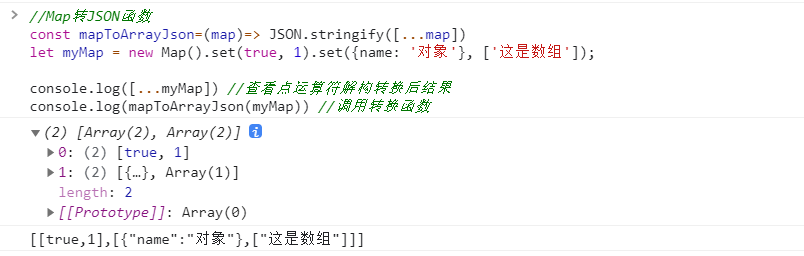 //Map转JSON函数
const mapToArrayJson=(map)=> JSON.stringify([...map])
let myMap = new Map().set(true, 1).set({name: '对象'}, ['这是数组']);
console.log([...myMap]) //查看点运算符解构转换后结果
console.log(mapToArrayJson(myMap)) //调用转换函数
(2) [Array(2), Array(2)] i
0: (2) [true, 1]
1: (2) [{…}, Array(1)]
length: 2
[[Prototype]]: Array(0)
[[true,1],[{"name":"对象"},["这是数组"]]]